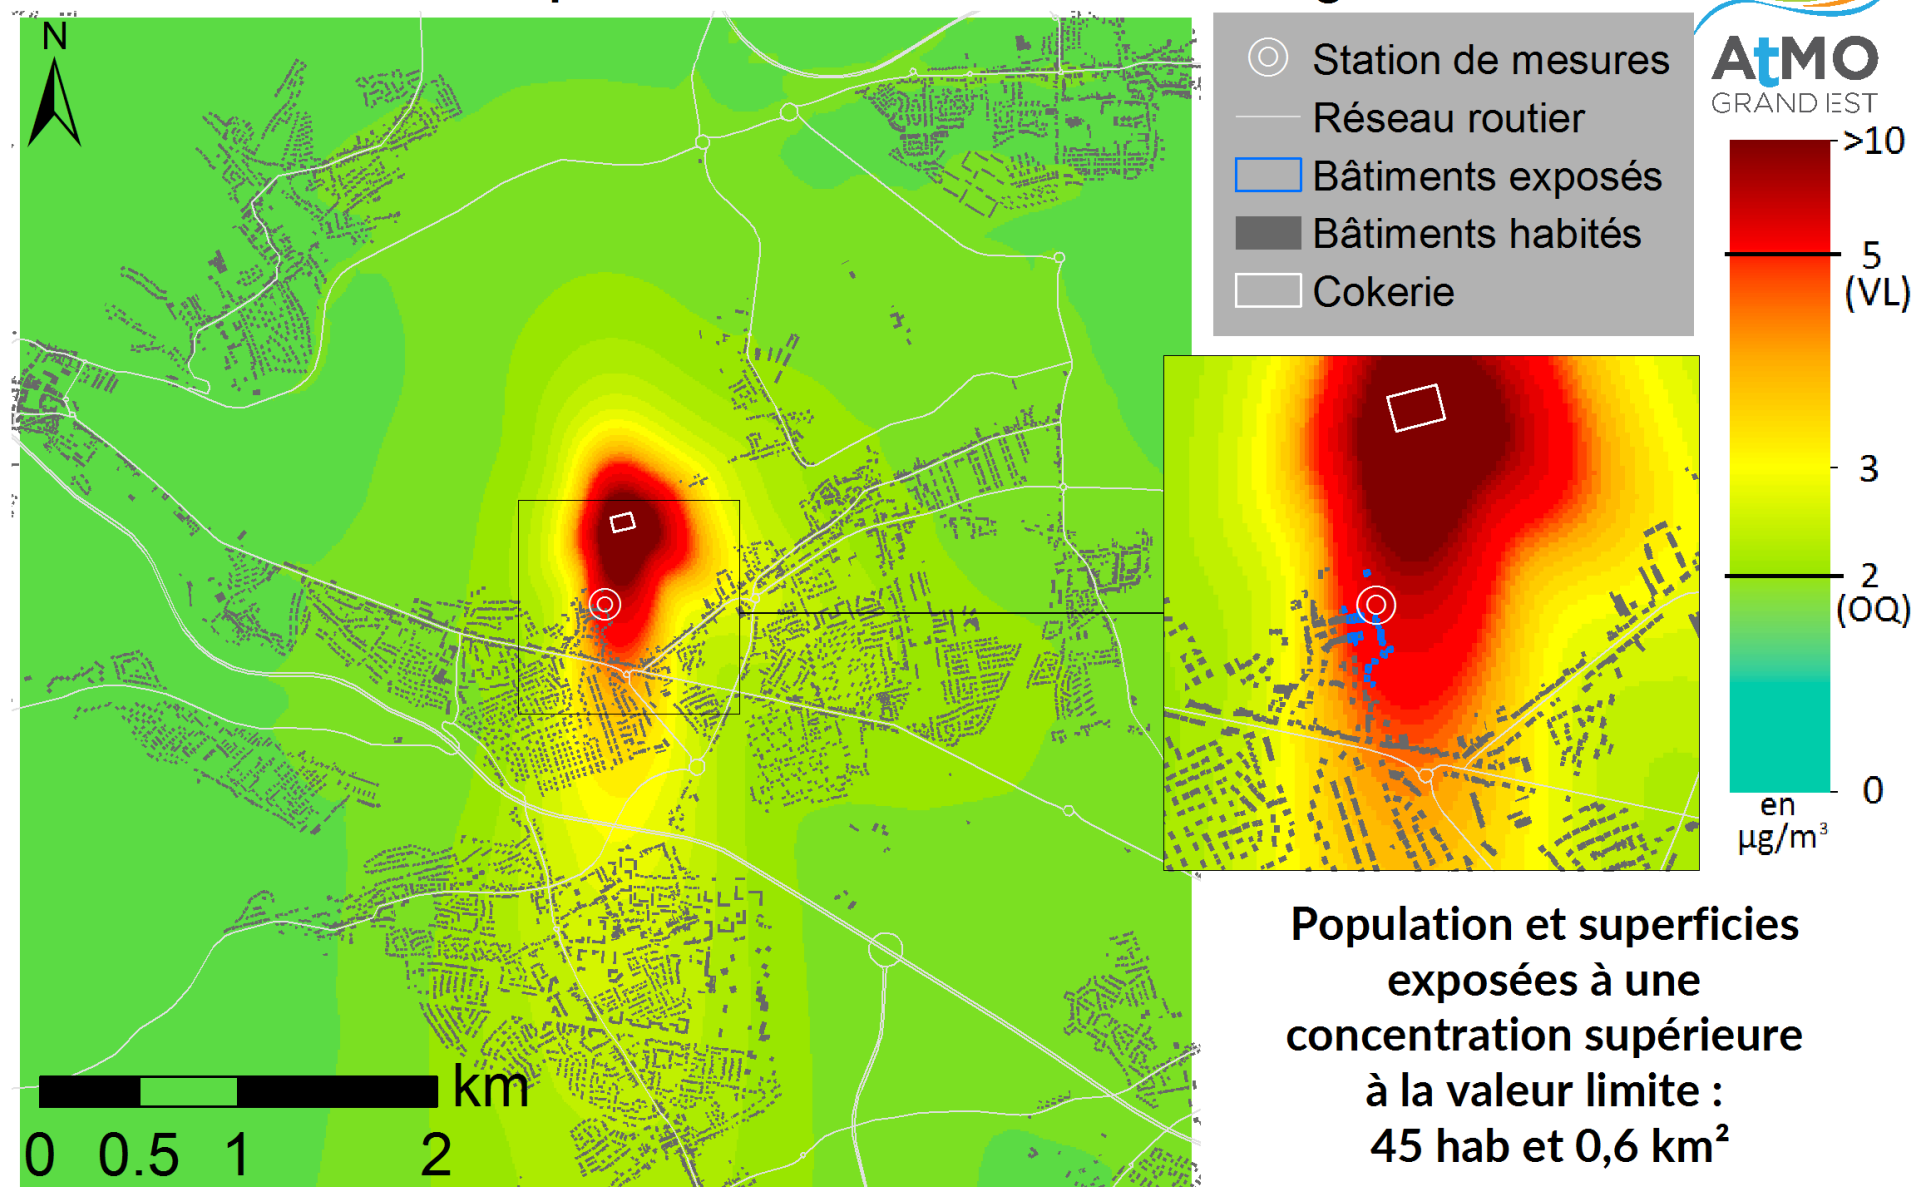 N
Station de mesures
Réseau routier
Bâtiments exposés
Bâtiments habités
Cokerie
AtMO
GRAND EST
>10
5
(VL)
3
2
(OQ)
0
en
µg/m³
Population et superficies
exposées à une
concentration supérieure
à la valeur limite :
45 hab et 0,6 km²
km
0 0.5 1 2